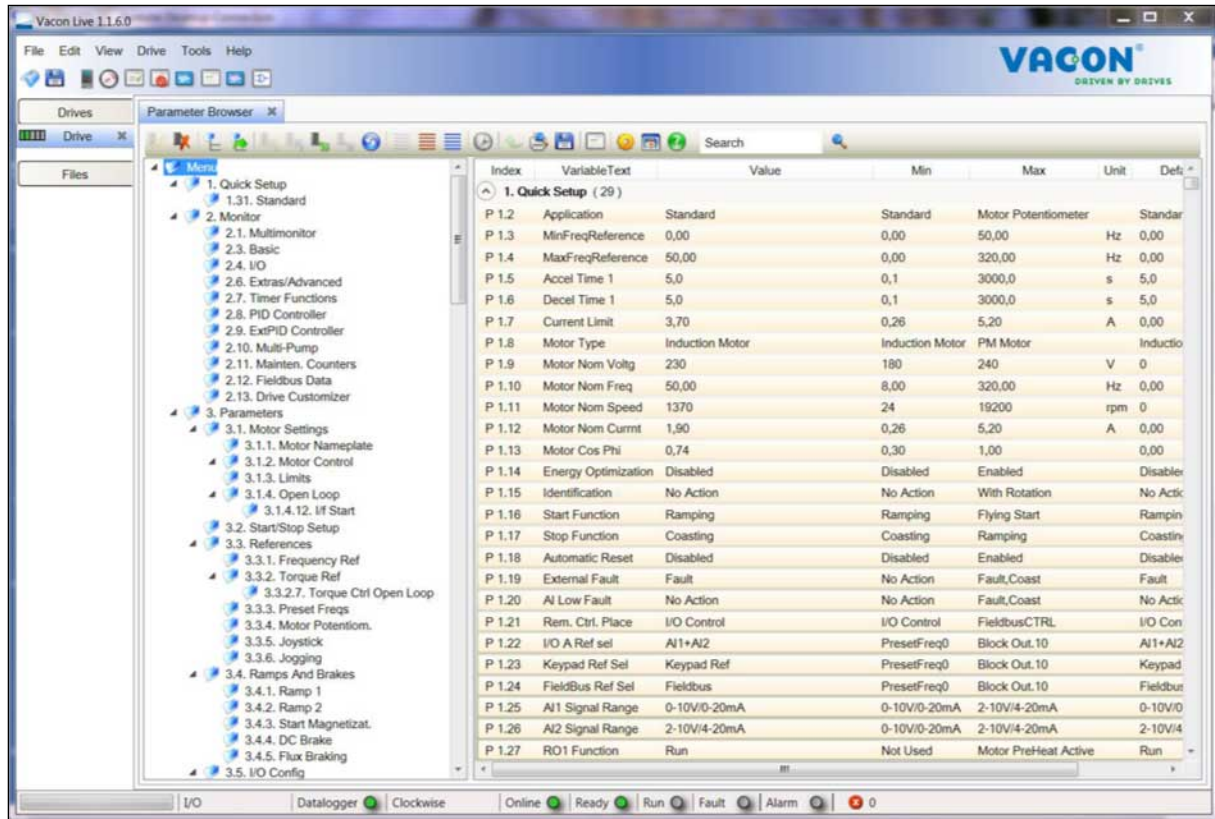 Vacon Live 1.1.6.0
File Edit View Drive Tools Help
VACON®
DRIVEN BY DRIVES
Drives
Drive
Files
Parameter Browser
Search
Menu
1. Quick Setup
1.31. Standard
2. Monitor
2.1. Multimonitor
2.3. Basic
2.4. I/O
2.6. Extras/Advanced
2.7. Timer Functions
2.8. PID Controller
2.9. ExtPID Controller
2.10. Multi-Pump
2.11. Mainten. Counters
2.12. Fieldbus Data
2.13. Drive Customizer
3. Parameters
3.1. Motor Settings
3.1.1. Motor Nameplate
3.1.2. Motor Control
3.1.3. Limits
3.1.4. Open Loop
3.1.4.12. I/f Start
3.2. Start/Stop Setup
3.3. References
3.3.1. Frequency Ref
3.3.2. Torque Ref
3.3.2.7. Torque Ctrl Open Loop
3.3.3. Preset Freqs
3.3.4. Motor Potentiom.
3.3.5. Joystick
3.3.6. Jogging
3.4. Ramps And Brakes
3.4.1. Ramp 1
3.4.2. Ramp 2
3.4.3. Start Magnetizat.
3.4.4. DC Brake
3.4.5. Flux Braking
3.5. I/O Config
Index VariableText Value Min Max Unit Defa
1. Quick Setup (29)
P 1.2 Application Standard Standard Motor Potentiometer Standar
P 1.3 MinFreqReference 0,00 0,00 50,00 Hz 0,00
P 1.4 MaxFreqReference 50,00 0,00 320,00 Hz 0,00
P 1.5 Accel Time 1 5,0 0,1 3000,0 s 5,0
P 1.6 Decel Time 1 5,0 0,1 3000,0 s 5,0
P 1.7 Current Limit 3,70 0,26 5,20 A 0,00
P 1.8 Motor Type Induction Motor Induction Motor PM Motor Inductio
P 1.9 Motor Nom Voltg 230 180 240 V 0
P 1.10 Motor Nom Freq 50,00 8,00 320,00 Hz 0,00
P 1.11 Motor Nom Speed 1370 24 19200 rpm 0
P 1.12 Motor Nom Currnt 1,90 0,26 5,20 A 0,00
P 1.13 Motor Cos Phi 0,74 0,30 1,00 0,00
P 1.14 Energy Optimization Disabled Disabled Enabled Disable
P 1.15 Identification No Action No Action With Rotation No Actic
P 1.16 Start Function Ramping Ramping Flying Start Rampin
P 1.17 Stop Function Coasting Coasting Ramping Coasting
P 1.18 Automatic Reset Disabled Disabled Enabled Disable
P 1.19 External Fault Fault No Action Fault,Coast Fault
P 1.20 AI Low Fault No Action No Action Fault,Coast No Actic
P 1.21 Rem. Ctrl. Place I/O Control I/O Control FieldbusCTRL I/O Con
P 1.22 I/O A Ref sel AI1+AI2 PresetFreq0 Block Out.10 AI1+AI2
P 1.23 Keypad Ref Sel Keypad Ref PresetFreq0 Block Out.10 Keypad
P 1.24 FieldBus Ref Sel Fieldbus PresetFreq0 Block Out.10 Fieldbus
P 1.25 AI1 Signal Range 0-10V/0-20mA 0-10V/0-20mA 2-10V/4-20mA 0-10V/0
P 1.26 AI2 Signal Range 2-10V/4-20mA 0-10V/0-20mA 2-10V/4-20mA 2-10V/4
P 1.27 RO1 Function Run Not Used Motor PreHeat Active Run
I/O Datalogger Clockwise Online Ready Run Fault Alarm 0